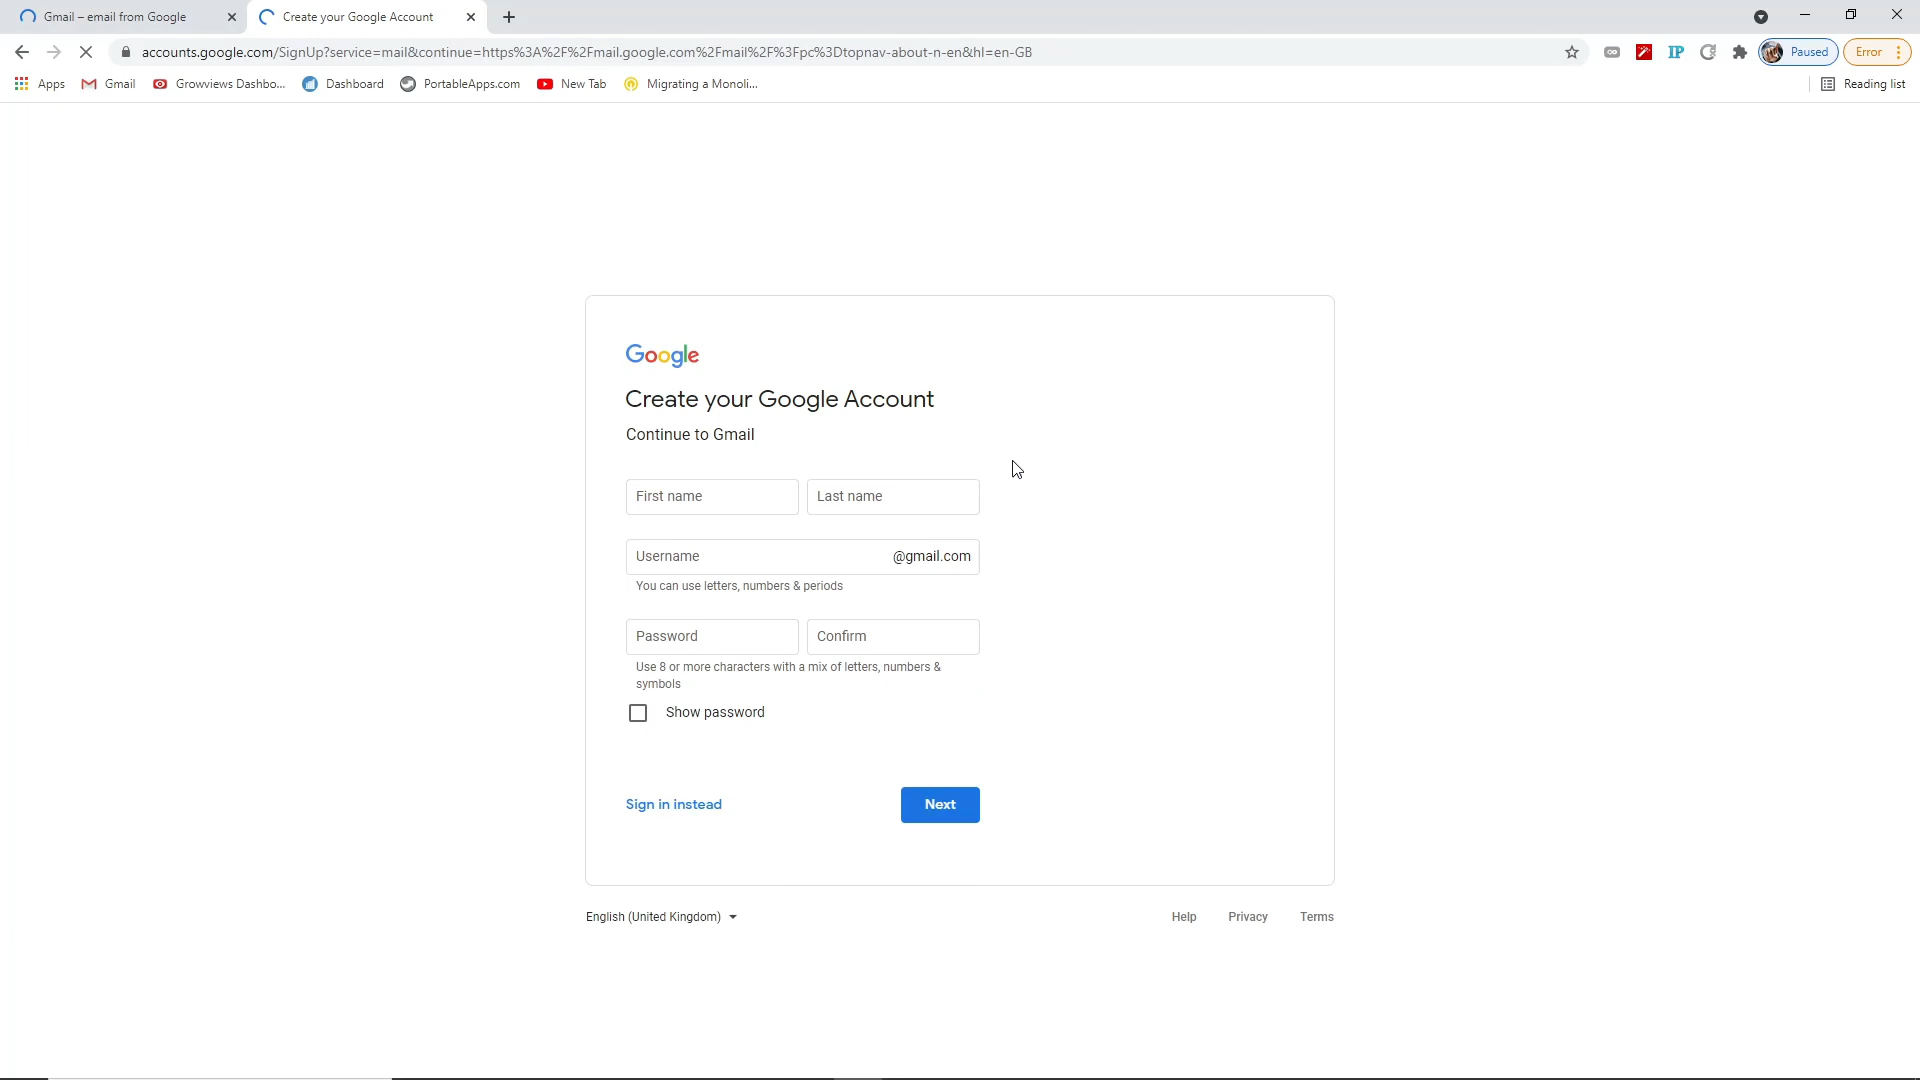 Gmail – email from Google
Create your Google Account
accounts.google.com/SignUp?service=mail&continue=https%3A%2F%2Fmail.google.com%2Fmail%2F%3Fpc%3Dtopnav-about-n-en&hl=en-GB
IP
Paused
Error
Apps
Gmail
Growviews Dashbo...
Dashboard
PortableApps.com
New Tab
Migrating a Monoli...
Reading list
Google
Create your Google Account
Continue to Gmail
First name
Last name
Username
@gmail.com
You can use letters, numbers & periods
Password
Confirm
Use 8 or more characters with a mix of letters, numbers &
symbols
Show password
Sign in instead
Next
English (United Kingdom)
Help
Privacy
Terms